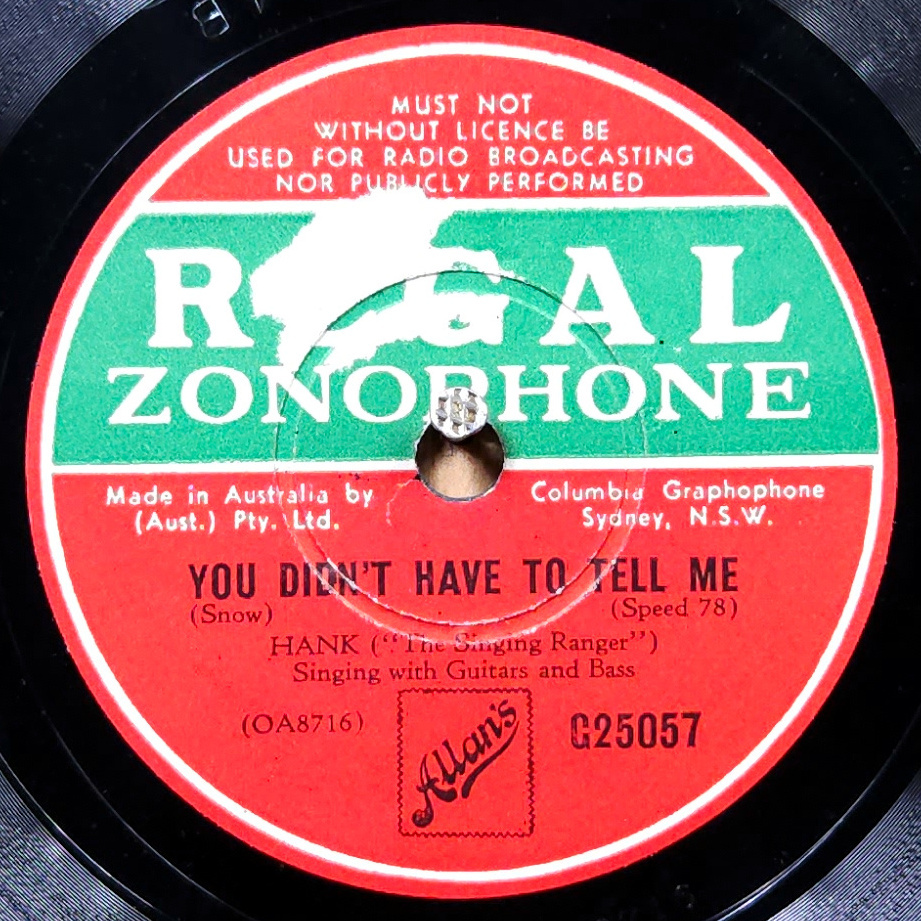 MUST NOT
WITHOUT LICENCE BE
USED FOR RADIO BROADCASTING
NOR PUBLICLY PERFORMED
REGAL
ZONOPHONE
Made in Australia by Columbia Graphophone
(Aust.) Pty. Ltd. Sydney, N.S.W.
YOU DIDN'T HAVE TO TELL ME
(Snow) (Speed 78)
HANK ("The Singing Ranger")
Singing with Guitars and Bass
(OA8716) G25057
Allan's